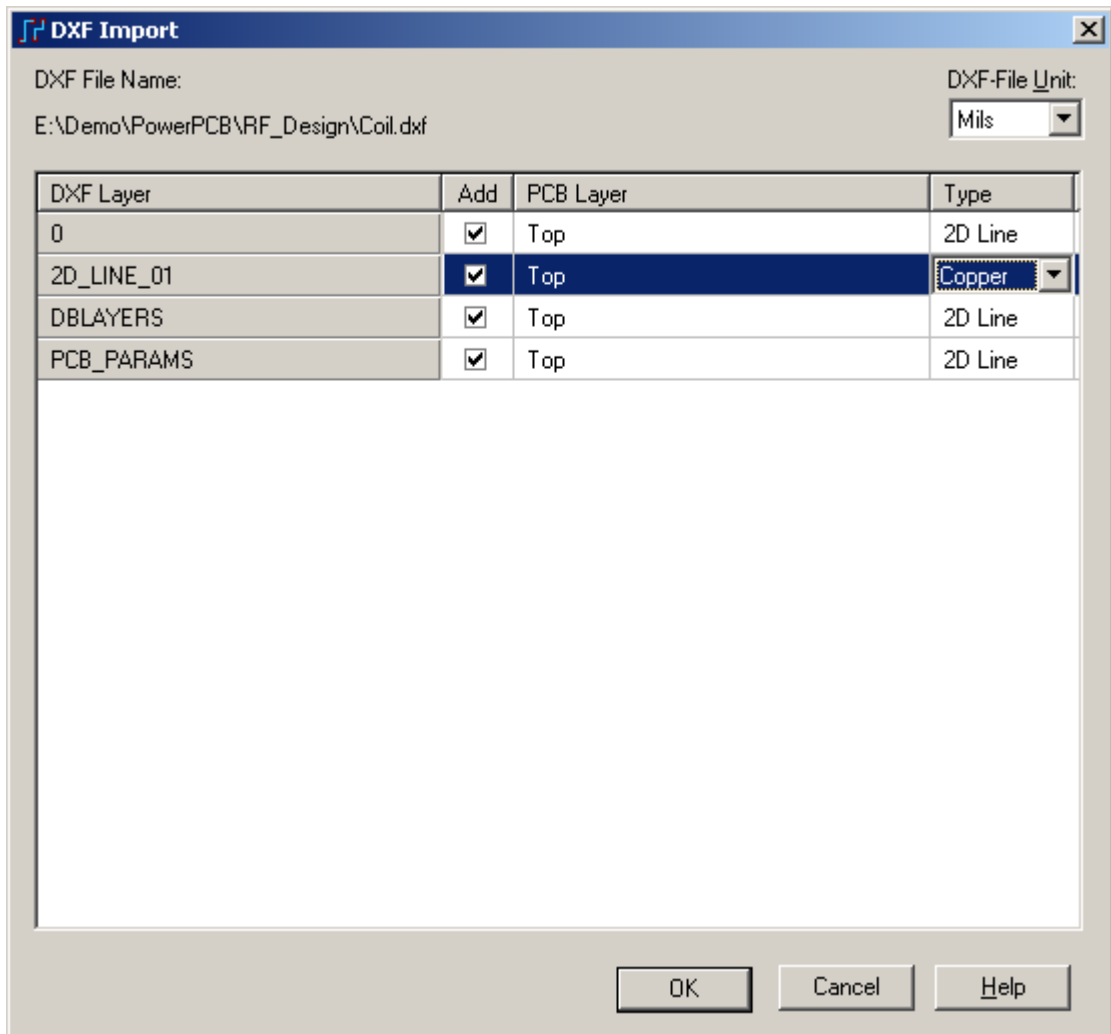 DXF Import
DXF File Name:
DXF-File Unit:
E:\Demo\PowerPCB\RF_Design\Coil.dxf
Mils
DXF Layer Add PCB Layer Type
0 Top 2D Line
2D_LINE_01 Top Copper
DBLAYERS Top 2D Line
PCB_PARAMS Top 2D Line
OK Cancel Help